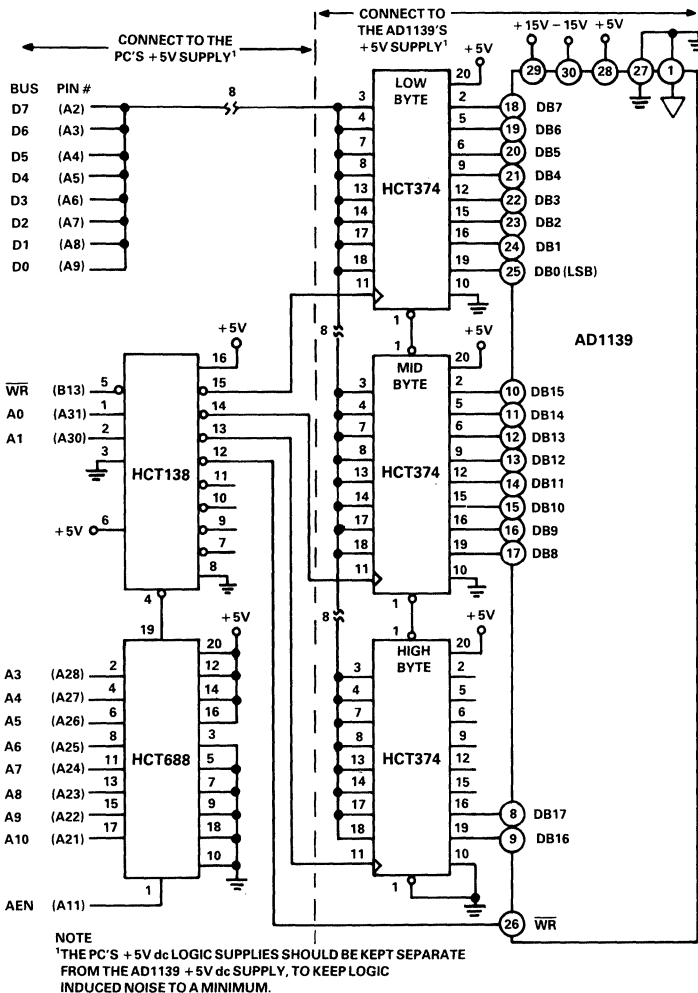 CONNECT TO THE PC'S +5V SUPPLY¹
CONNECT TO THE AD1139'S +5V SUPPLY¹
BUS PIN #
D7 (A2)
D6 (A3)
D5 (A4)
D4 (A5)
D3 (A6)
D2 (A7)
D1 (A8)
D0 (A9)
8
+5V
20
LOW BYTE
HCT374
3 2
4 5
7 6
8 9
13 12
14 15
17 16
18 19
11 10
1
+15V -15V +5V
29 30 28 27 1
18 DB7
19 DB6
20 DB5
21 DB4
22 DB3
23 DB2
24 DB1
25 DB0 (LSB)
AD1139
8
+5V
16
WR (B13) 5 15
A0 (A31) 1 14
A1 (A30) 2 13
3 12
HCT138
11
10
+5V 6 9
7
8
4
1
+5V
20
MID BYTE
HCT374
3 2
4 5
7 6
8 9
13 12
14 15
17 16
18 19
11 10
1
10 DB15
11 DB14
12 DB13
13 DB12
14 DB11
15 DB10
16 DB9
17 DB8
8
+5V
19
20
A3 (A28) 2 12
A4 (A27) 4 14
A5 (A26) 6 16
A6 (A25) 8 3
A7 (A24) 11 5
A8 (A23) 13 7
A9 (A22) 15 9
A10 (A21) 17 18
10
HCT688
AEN (A11) 1
1
+5V
20
HIGH BYTE
HCT374
3 2
4 5
7 6
8 9
13 12
14 15
17 16
18 19
11 10
1
8 DB17
9 DB16
26 WR
NOTE
¹THE PC'S +5V dc LOGIC SUPPLIES SHOULD BE KEPT SEPARATE
FROM THE AD1139 +5V dc SUPPLY, TO KEEP LOGIC
INDUCED NOISE TO A MINIMUM.